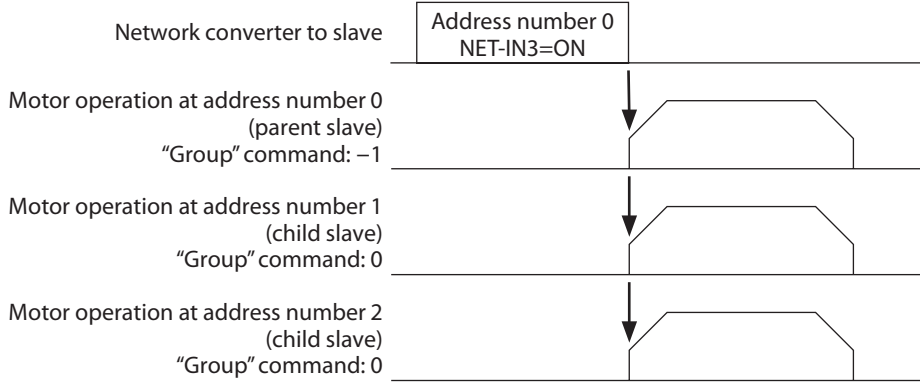 Network converter to slave
Address number 0
NET-IN3=ON
Motor operation at address number 0
(parent slave)
“Group” command: −1
Motor operation at address number 1
(child slave)
“Group” command: 0
Motor operation at address number 2
(child slave)
“Group” command: 0